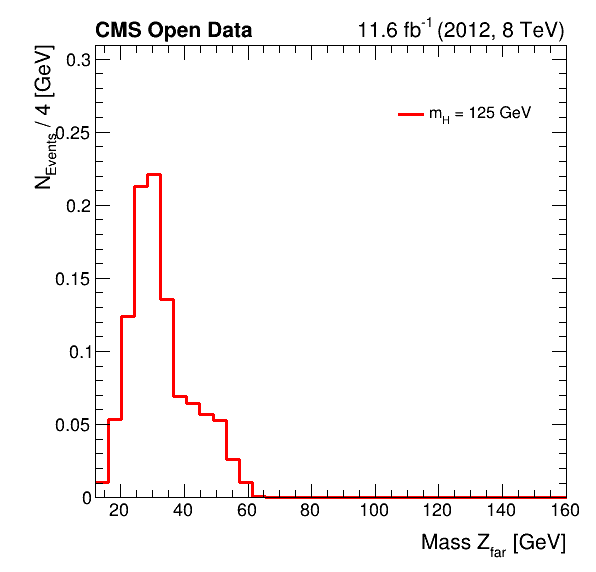 CMS Open Data 11.6 fb-1 (2012, 8 TeV)
NEvents / 4 [GeV]
0.3
0.25
0.2
0.15
0.1
0.05
0
mH = 125 GeV
20 40 60 80 100 120 140 160
Mass Zfar [GeV]